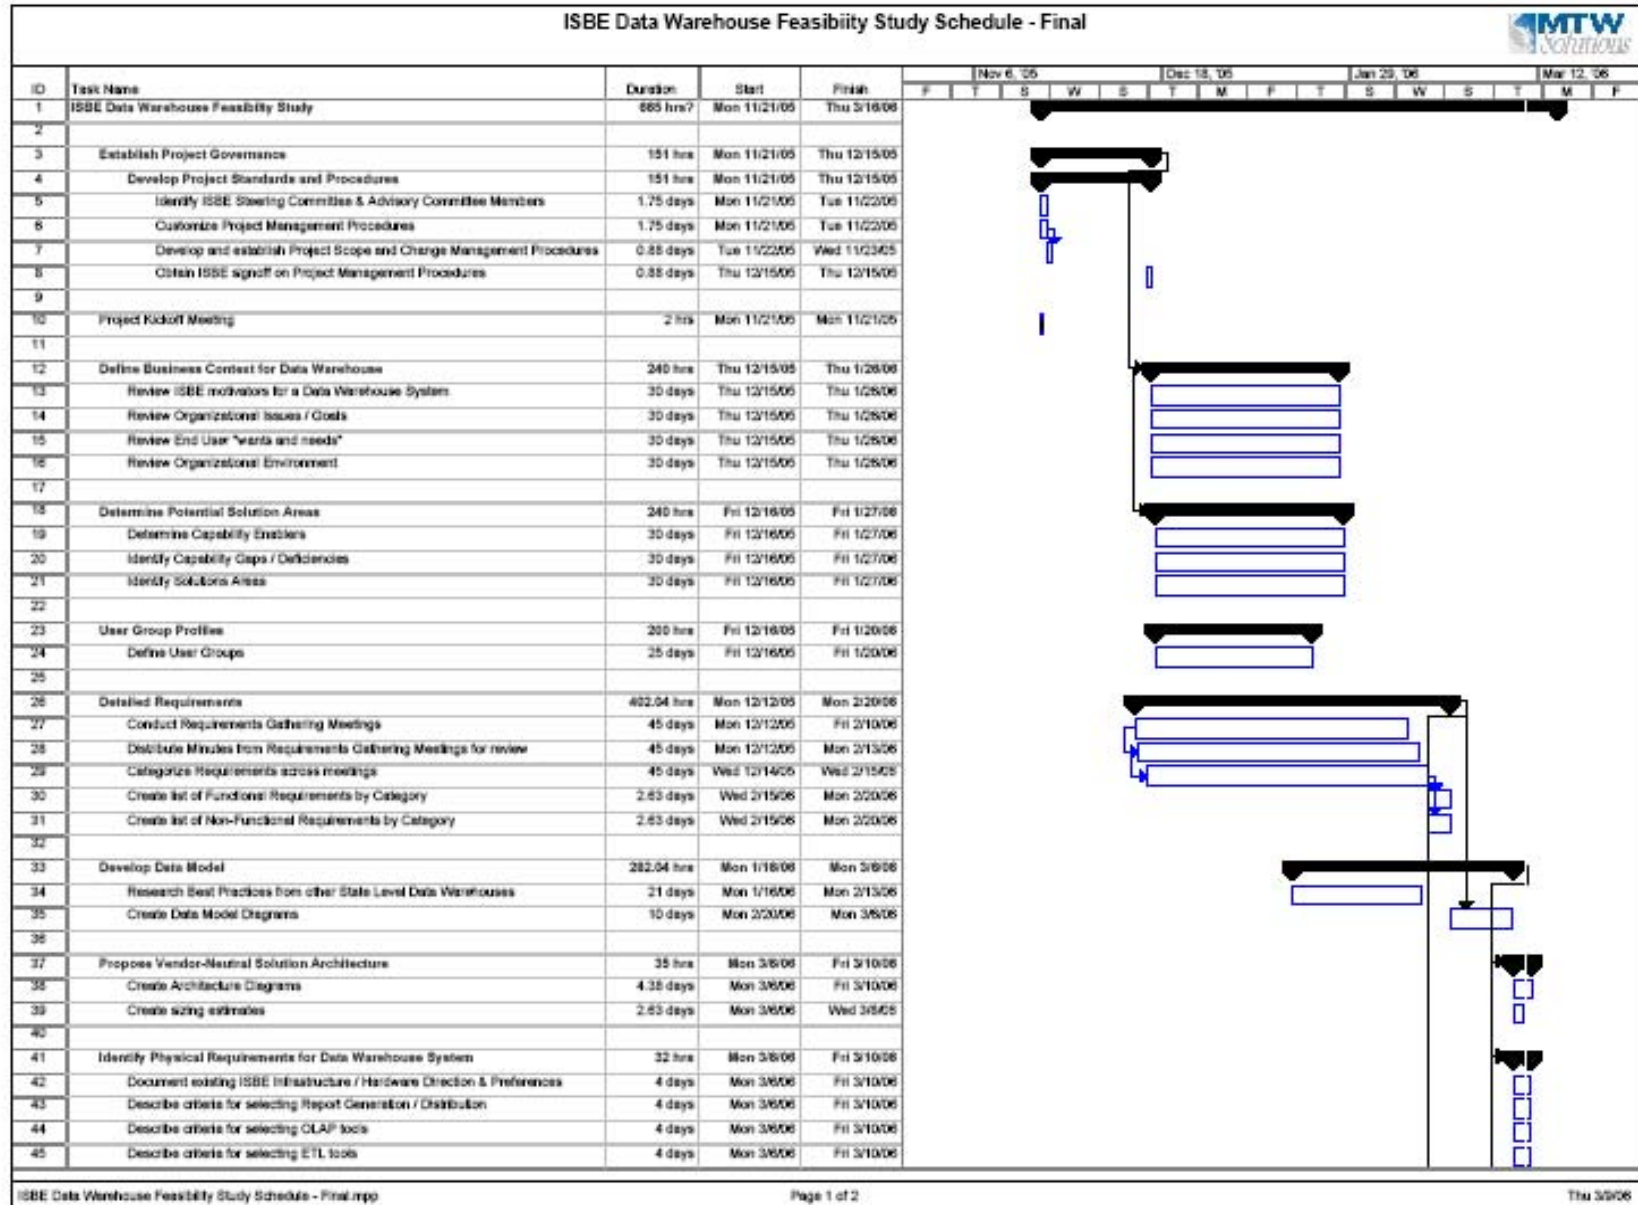 ISBE Data Warehouse Feasibiity Study Schedule - Final
MTW
Solutions
Nov 6, '05 Dec 18, '05 Jan 29, '06 Mar 12, '06
ID Task Name Duration Start Finish F T S W S T M F T S W S T M F
1 ISBE Data Warehouse Feasibilty Study 665 hrs? Mon 11/21/05 Thu 3/16/06
2
3 Establish Project Governance 151 hrs Mon 11/21/05 Thu 12/15/05
4 Develop Project Standards and Procedures 151 hrs Mon 11/21/05 Thu 12/15/05
5 Identify ISBE Steering Committee & Advisory Committee Members 1.75 days Mon 11/21/05 Tue 11/22/05
6 Customize Project Management Procedures 1.75 days Mon 11/21/05 Tue 11/22/05
7 Develop and establish Project Scope and Change Management Procedures 0.88 days Tue 11/22/05 Wed 11/23/05
8 Obtain ISBE signoff on Project Management Procedures 0.88 days Thu 12/15/05 Thu 12/15/05
9
10 Project Kickoff Meeting 2 hrs Mon 11/21/05 Mon 11/21/05
11
12 Define Business Context for Data Warehouse 240 hrs Thu 12/15/05 Thu 1/26/06
13 Review ISBE motivators for a Data Warehouse System 30 days Thu 12/15/05 Thu 1/26/06
14 Review Organizational Issues / Goals 30 days Thu 12/15/05 Thu 1/26/06
15 Review End User "wants and needs" 30 days Thu 12/15/05 Thu 1/26/06
16 Review Organizational Environment 30 days Thu 12/15/05 Thu 1/26/06
17
18 Determine Potential Solution Areas 240 hrs Fri 12/16/05 Fri 1/27/06
19 Determine Capability Enablers 30 days Fri 12/16/05 Fri 1/27/06
20 Identify Capability Gaps / Deficiencies 30 days Fri 12/16/05 Fri 1/27/06
21 Identify Solutions Areas 30 days Fri 12/16/05 Fri 1/27/06
22
23 User Group Profiles 200 hrs Fri 12/16/05 Fri 1/20/06
24 Define User Groups 25 days Fri 12/16/05 Fri 1/20/06
25
26 Detailed Requirements 402.04 hrs Mon 12/12/05 Mon 2/20/06
27 Conduct Requirements Gathering Meetings 45 days Mon 12/12/05 Fri 2/10/06
28 Distribute Minutes from Requirements Gathering Meetings for review 45 days Mon 12/12/05 Mon 2/13/06
29 Categorize Requirements across meetings 45 days Wed 12/14/05 Wed 2/15/06
30 Create list of Functional Requirements by Category 2.63 days Wed 2/15/06 Mon 2/20/06
31 Create list of Non-Functional Requirements by Category 2.63 days Wed 2/15/06 Mon 2/20/06
32
33 Develop Data Model 282.04 hrs Mon 1/16/06 Mon 3/6/06
34 Research Best Practices from other State Level Data Warehouses 21 days Mon 1/16/06 Mon 2/13/06
35 Create Data Model Diagrams 10 days Mon 2/20/06 Mon 3/6/06
36
37 Propose Vendor-Neutral Solution Architecture 35 hrs Mon 3/6/06 Fri 3/10/06
38 Create Architecture Diagrams 4.38 days Mon 3/6/06 Fri 3/10/06
39 Create sizing estimates 2.63 days Mon 3/6/06 Wed 3/8/06
40
41 Identify Physical Requirements for Data Warehouse System 32 hrs Mon 3/6/06 Fri 3/10/06
42 Document existing ISBE Infrastructure / Hardware Direction & Preferences 4 days Mon 3/6/06 Fri 3/10/06
43 Describe criteria for selecting Report Generation / Distribution 4 days Mon 3/6/06 Fri 3/10/06
44 Describe criteria for selecting OLAP tools 4 days Mon 3/6/06 Fri 3/10/06
45 Describe criteria for selecting ETL tools 4 days Mon 3/6/06 Fri 3/10/06
ISBE Data Warehouse Feasibility Study Schedule - Final.mpp Page 1 of 2 Thu 3/9/06